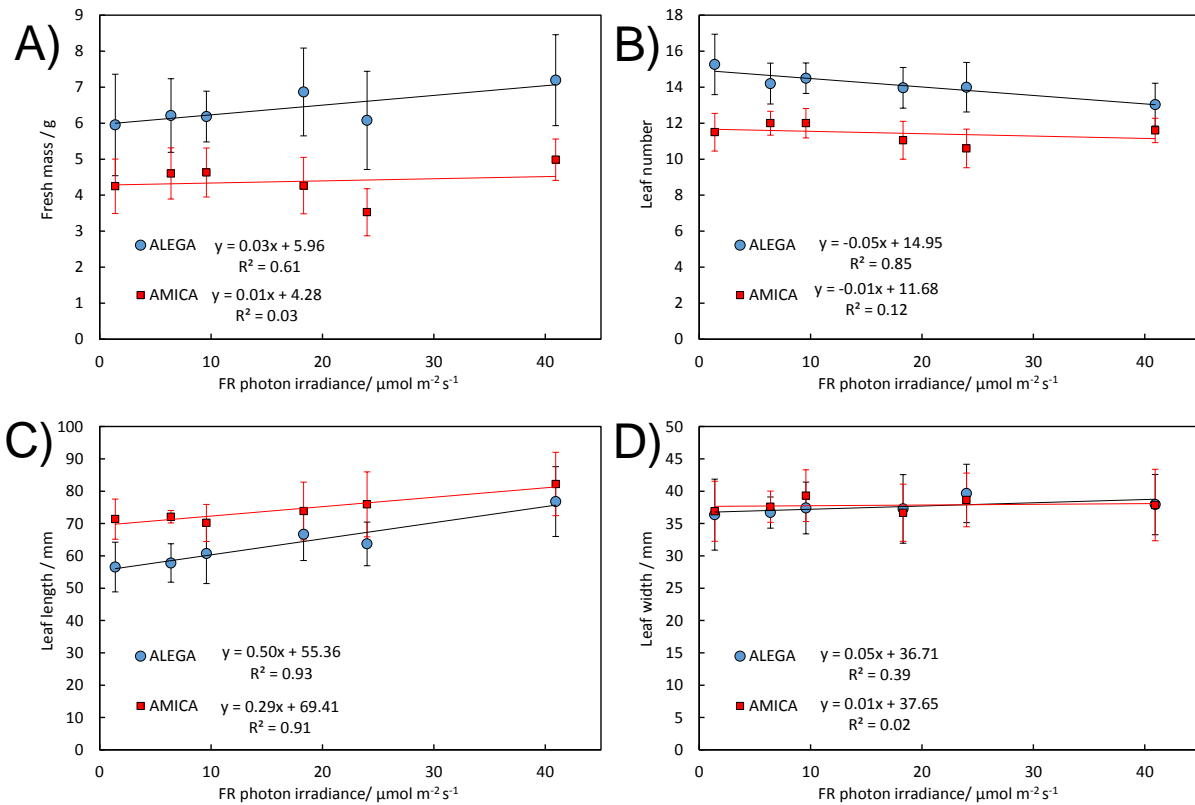 A)
9
8
7
6
5
4
3
2
1
0
Fresh mass / g
ALEGA
y = 0.03x + 5.96
R² = 0.61
AMICA
y = 0.01x + 4.28
R² = 0.03
0 10 20 30 40
FR photon irradiance/ µmol m⁻² s⁻¹
B)
18
16
14
12
10
8
6
4
2
0
Leaf number
ALEGA
y = -0.05x + 14.95
R² = 0.85
AMICA
y = -0.01x + 11.68
R² = 0.12
0 10 20 30 40
FR photon irradiance/ µmol m⁻² s⁻¹
C)
100
90
80
70
60
50
40
30
20
10
0
Leaf length / mm
ALEGA
y = 0.50x + 55.36
R² = 0.93
AMICA
y = 0.29x + 69.41
R² = 0.91
0 10 20 30 40
FR photon irradiance/ µmol m⁻² s⁻¹
D)
50
45
40
35
30
25
20
15
10
5
0
Leaf width / mm
ALEGA
y = 0.05x + 36.71
R² = 0.39
AMICA
y = 0.01x + 37.65
R² = 0.02
0 10 20 30 40
FR photon irradiance/ µmol m⁻² s⁻¹